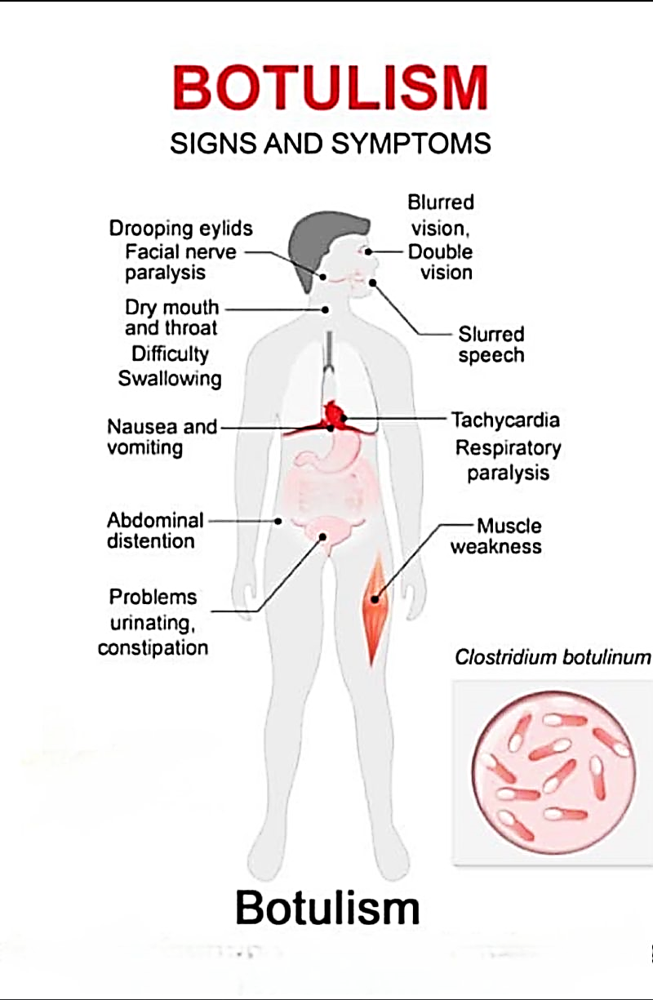 BOTULISM
SIGNS AND SYMPTOMS
Drooping eylids
Facial nerve
paralysis
Dry mouth
and throat
Difficulty
Swallowing
Nausea and
vomiting
Abdominal
distention
Problems
urinating,
constipation
Blurred
vision,
Double
vision
Slurred
speech
Tachycardia
Respiratory
paralysis
Muscle
weakness
Clostridium botulinum
Botulism